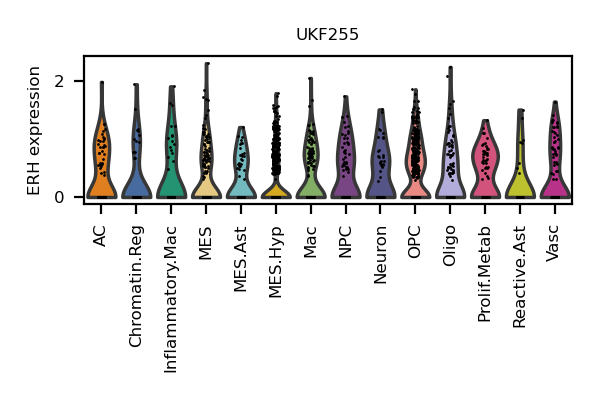 UKF255
ERH expression
2
0
AC
Chromatin.Reg
Inflammatory.Mac
MES
MES.Ast
MES.Hyp
Mac
NPC
Neuron
OPC
Oligo
Prolif.Metab
Reactive.Ast
Vasc